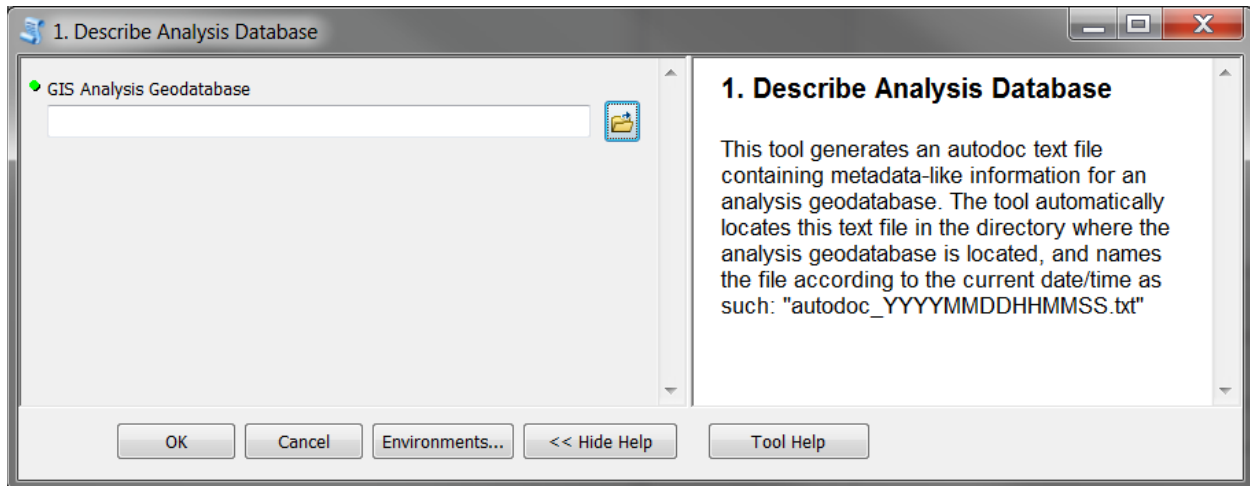 1. Describe Analysis Database
GIS Analysis Geodatabase
1. Describe Analysis Database
This tool generates an autodoc text file
containing metadata-like information for an
analysis geodatabase. The tool automatically
locates this text file in the directory where the
analysis geodatabase is located, and names
the file according to the current date/time as
such: "autodoc_YYYYMMDDHHMMSS.txt"
OK
Cancel
Environments...
<< Hide Help
Tool Help